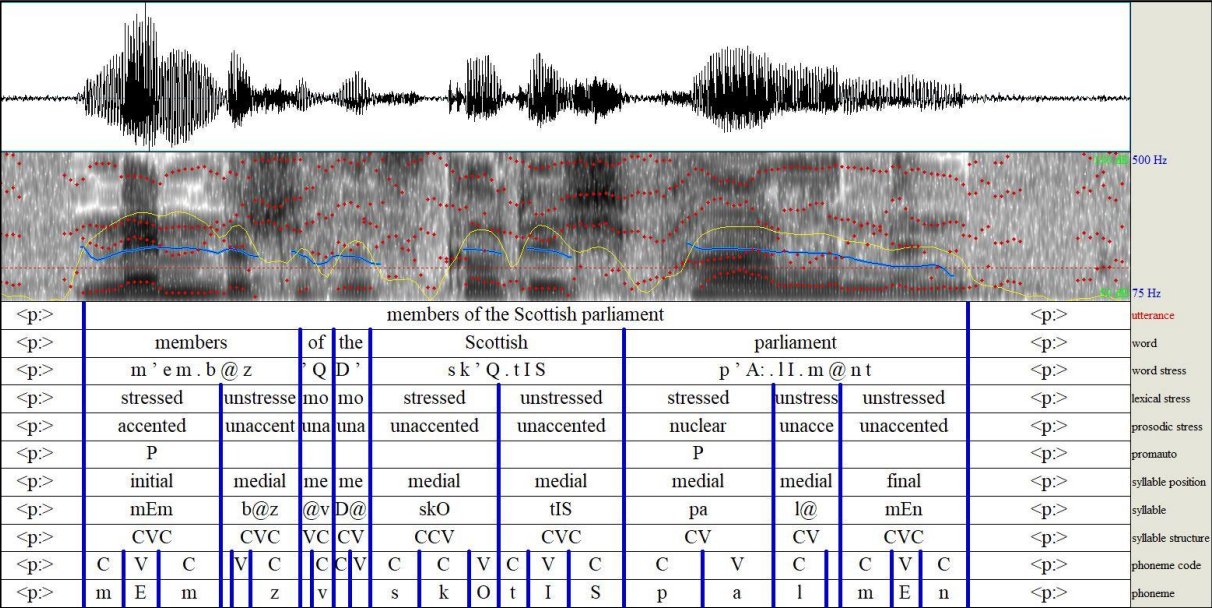 500 Hz
75 Hz
<p:> members of the Scottish parliament <p:> utterance
<p:> members of the Scottish parliament <p:> word
<p:> m ' e m . b @ z ' Q D ' s k ' Q . t I S p ' A: . l I . m @ n t <p:> word stress
<p:> stressed unstresse mo mo stressed unstressed stressed unstress unstressed <p:> lexical stress
<p:> accented unaccent una una unaccented unaccented nuclear unacce unaccented <p:> prosodic stress
<p:> P P <p:> promauto
<p:> initial medial me me medial medial medial medial final <p:> syllable position
<p:> mEm b@z @v D@ skO tIS pa l@ mEn <p:> syllable
<p:> CVC CVC VC CV CCV CVC CV CV CVC <p:> syllable structure
<p:> C V C V C C C V C C V C V C C V C C V C <p:> phoneme code
<p:> m E m z v s k O t I S p a l m E n <p:> phoneme